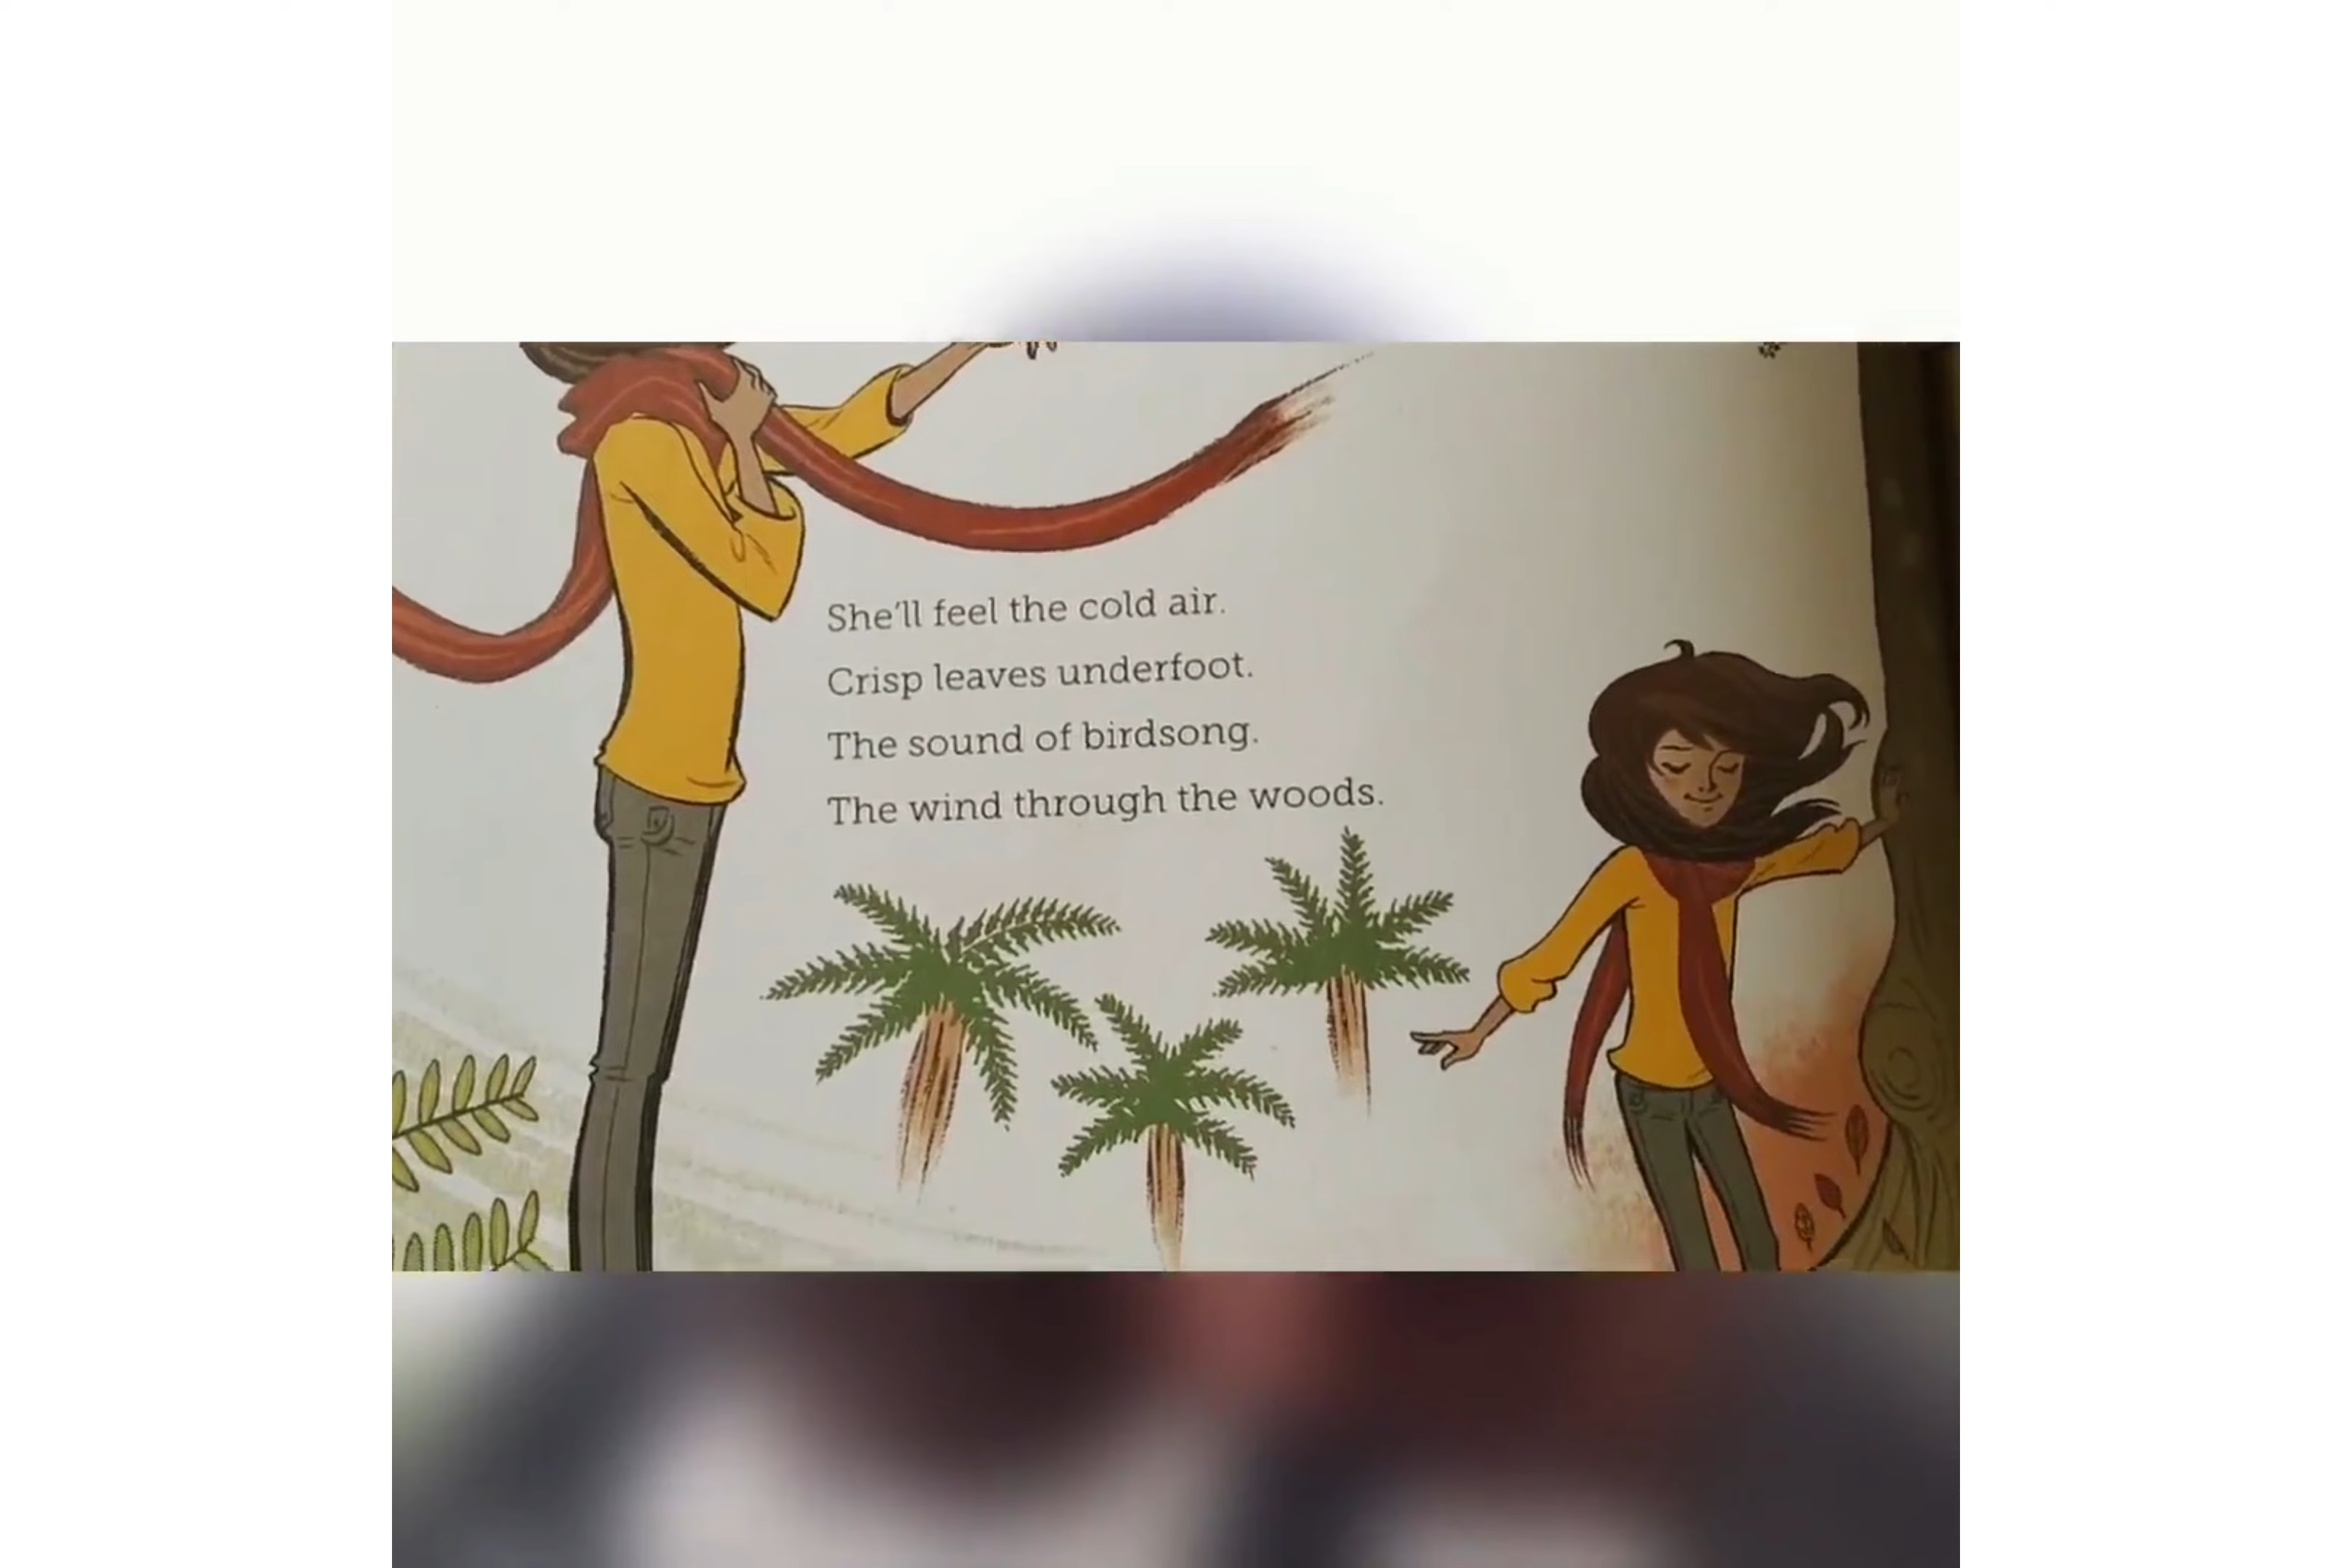 She'll feel the cold air.
Crisp leaves underfoot.
The sound of birdsong.
The wind through the woods.